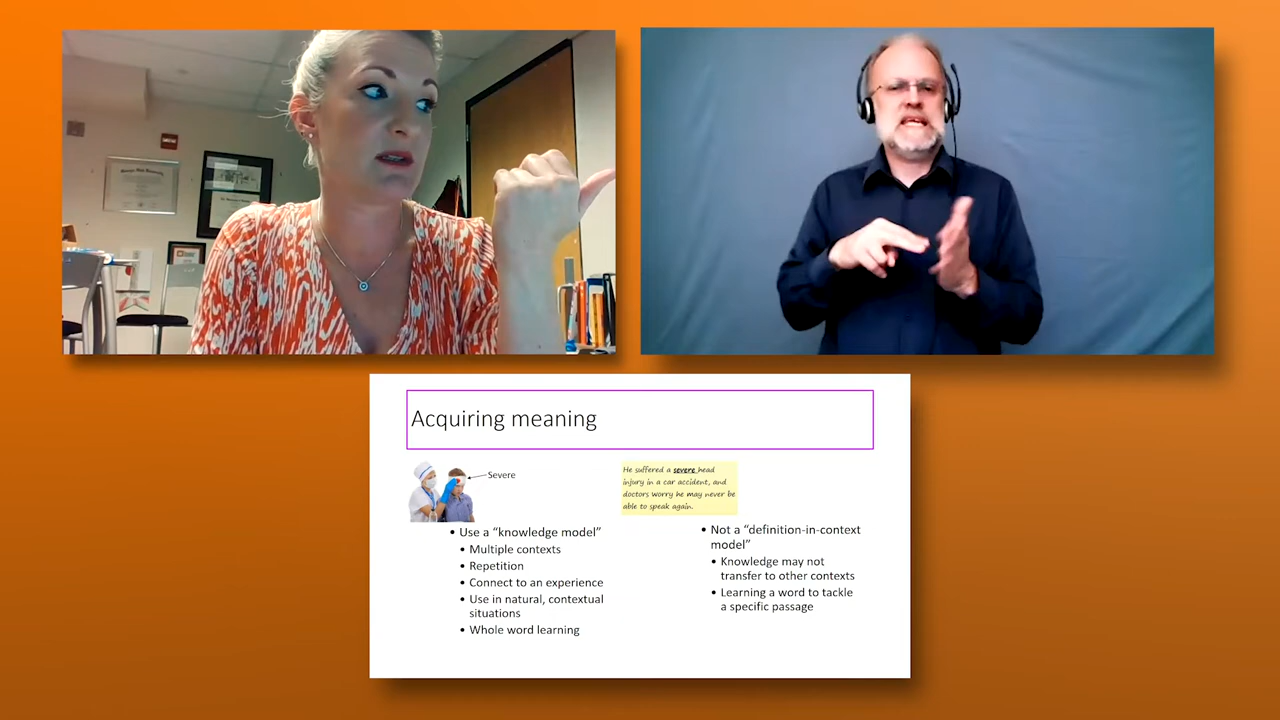 Acquiring meaning
Severe
He suffered a severe head
injury in a car accident, and
doctors worry he may never be
able to speak again.
• Use a “knowledge model”
• Multiple contexts
• Repetition
• Connect to an experience
• Use in natural, contextual
situations
• Whole word learning
• Not a “definition-in-context
model”
• Knowledge may not
transfer to other contexts
• Learning a word to tackle
a specific passage